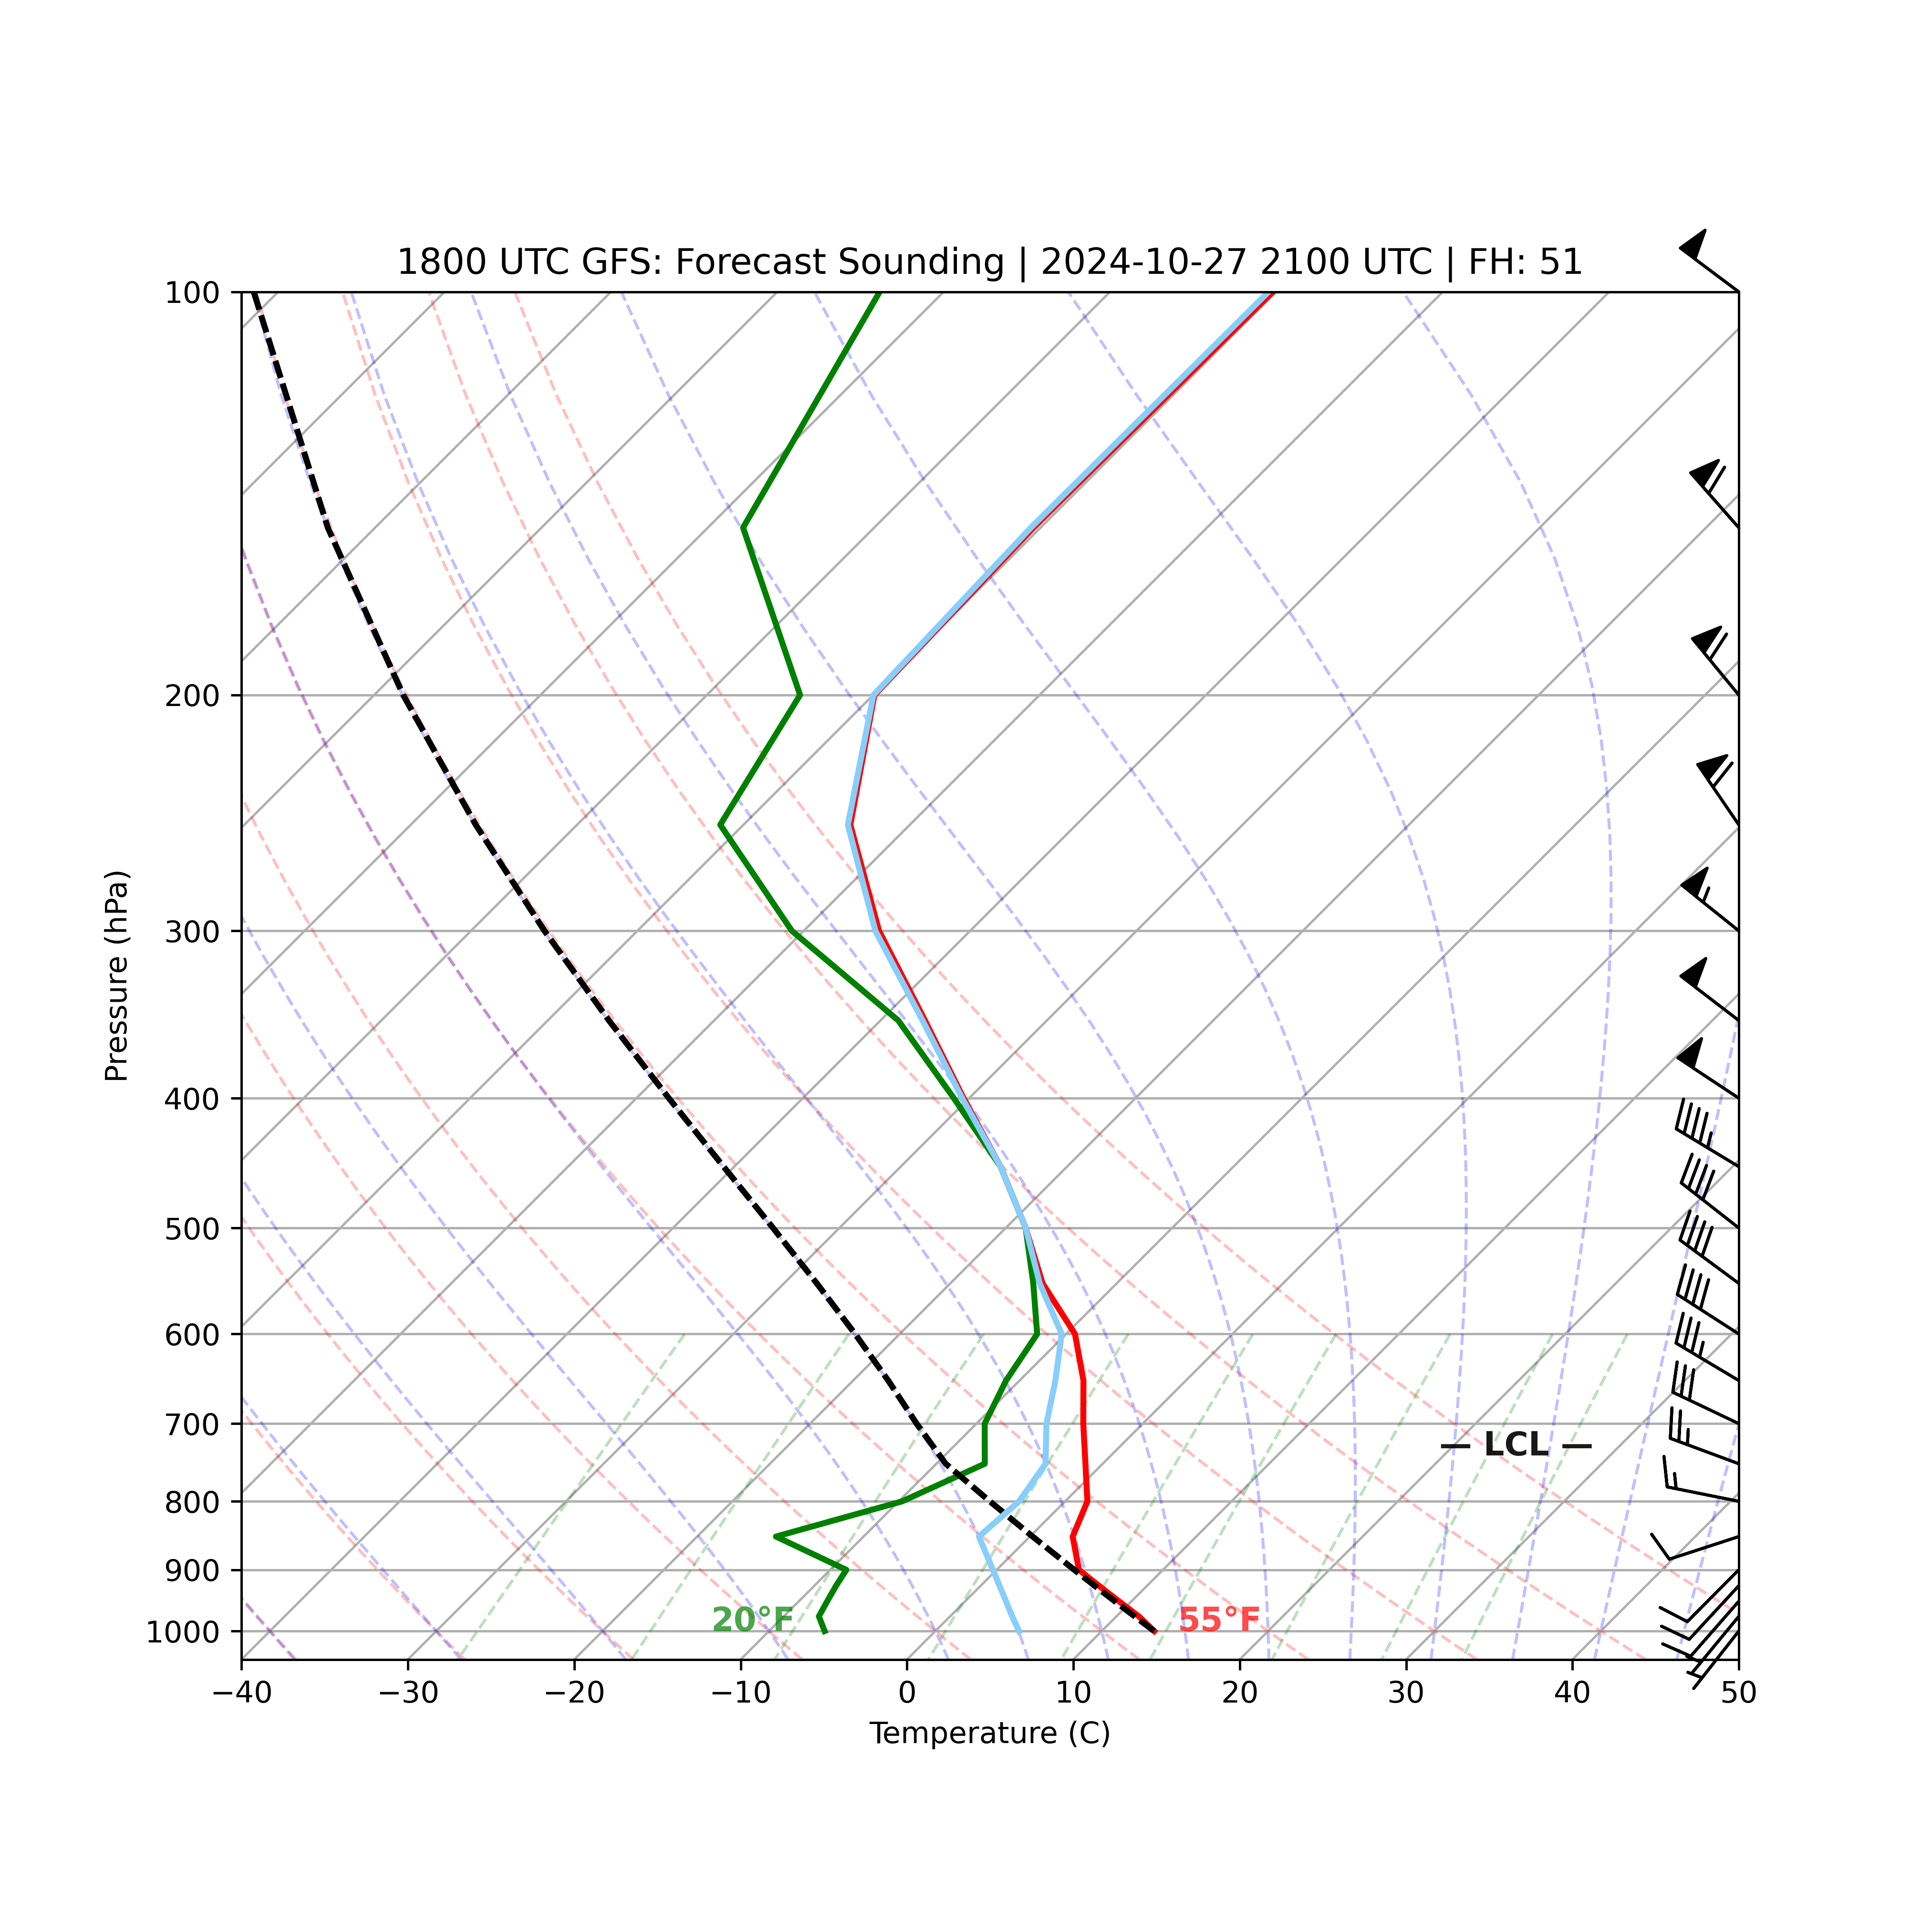 1800 UTC GFS: Forecast Sounding | 2024-10-27 2100 UTC | FH: 51
100
200
300
400
500
600
700
800
900
1000
Pressure (hPa)
— LCL —
20°F
55°F
−40 −30 −20 −10 0 10 20 30 40 50
Temperature (C)